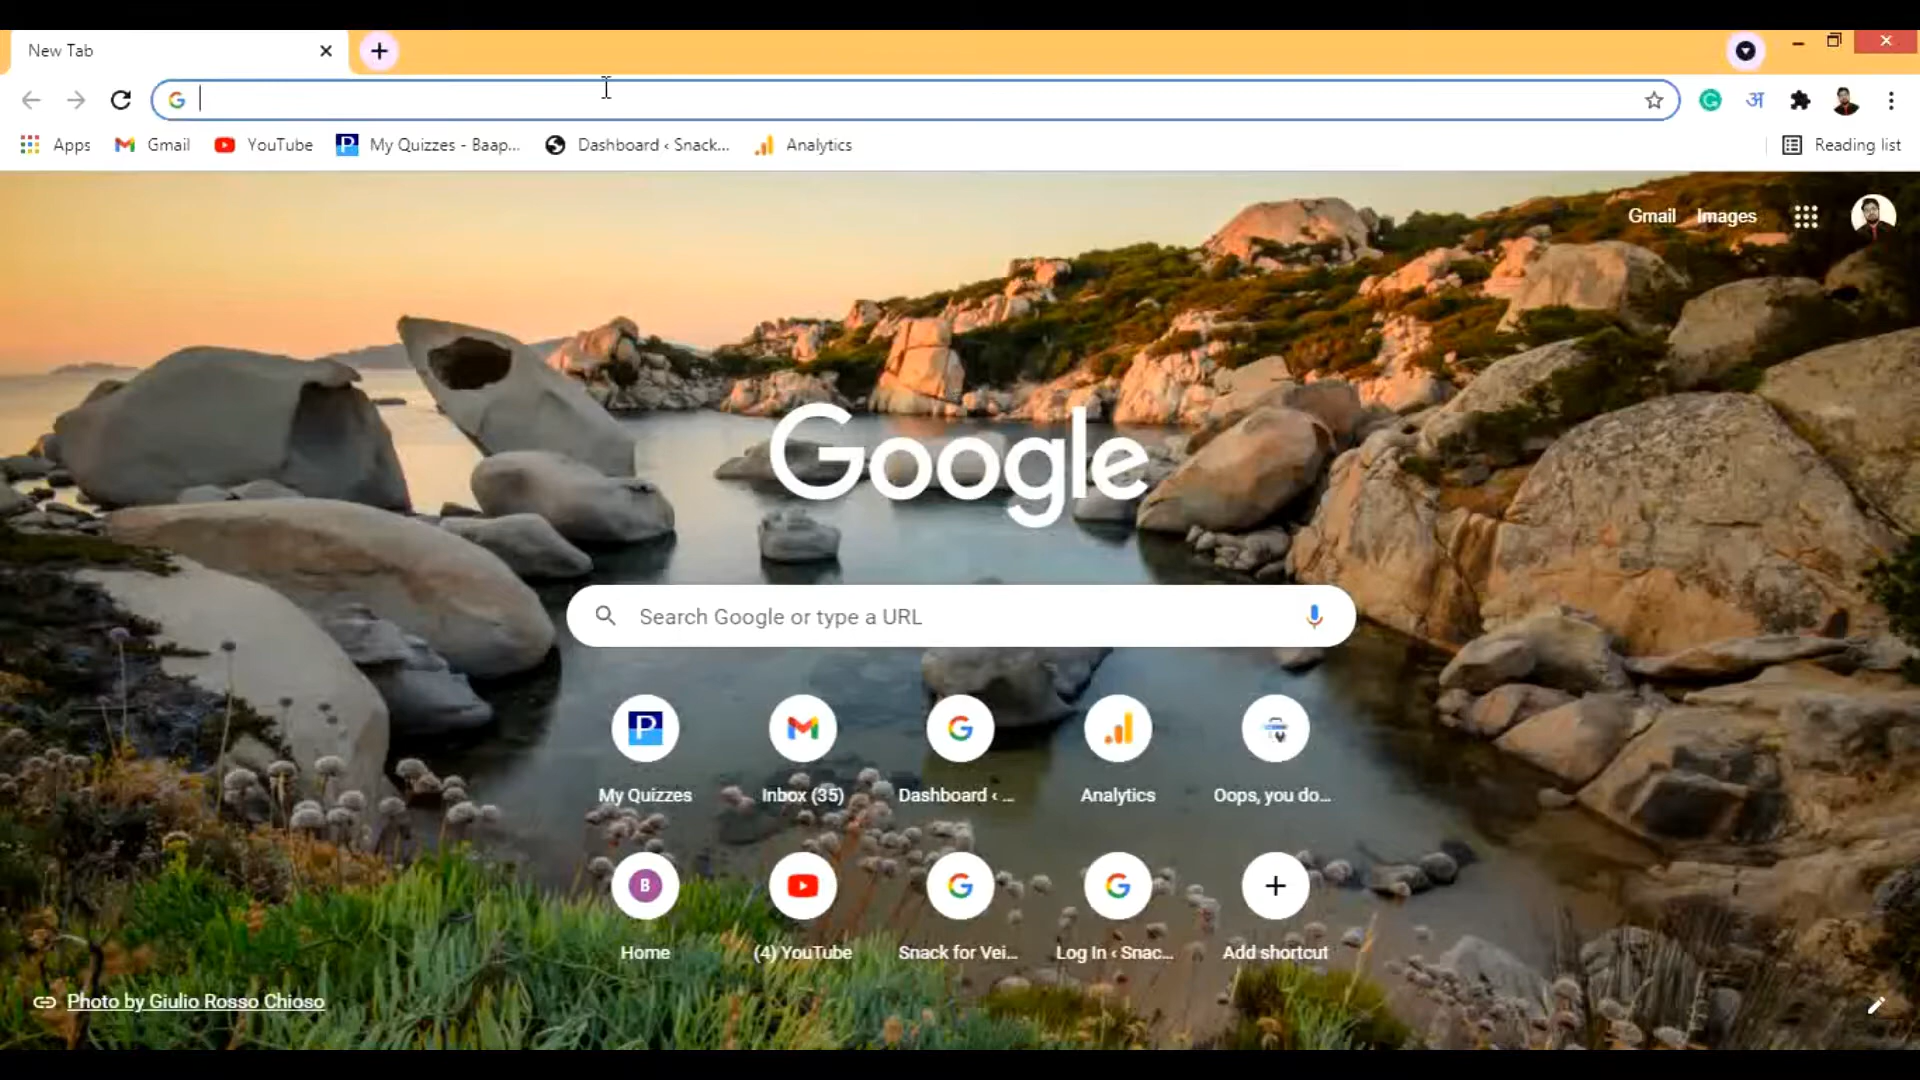 New Tab
Apps
Gmail
YouTube
My Quizzes - Baap...
Dashboard ‹ Snack...
Analytics
Reading list
Gmail
Images
Google
Search Google or type a URL
My Quizzes
Inbox (35)
Dashboard ‹ ...
Analytics
Oops, you do...
Home
(4) YouTube
Snack for Vei...
Log In ‹ Snac...
Add shortcut
Photo by Giulio Rosso Chioso